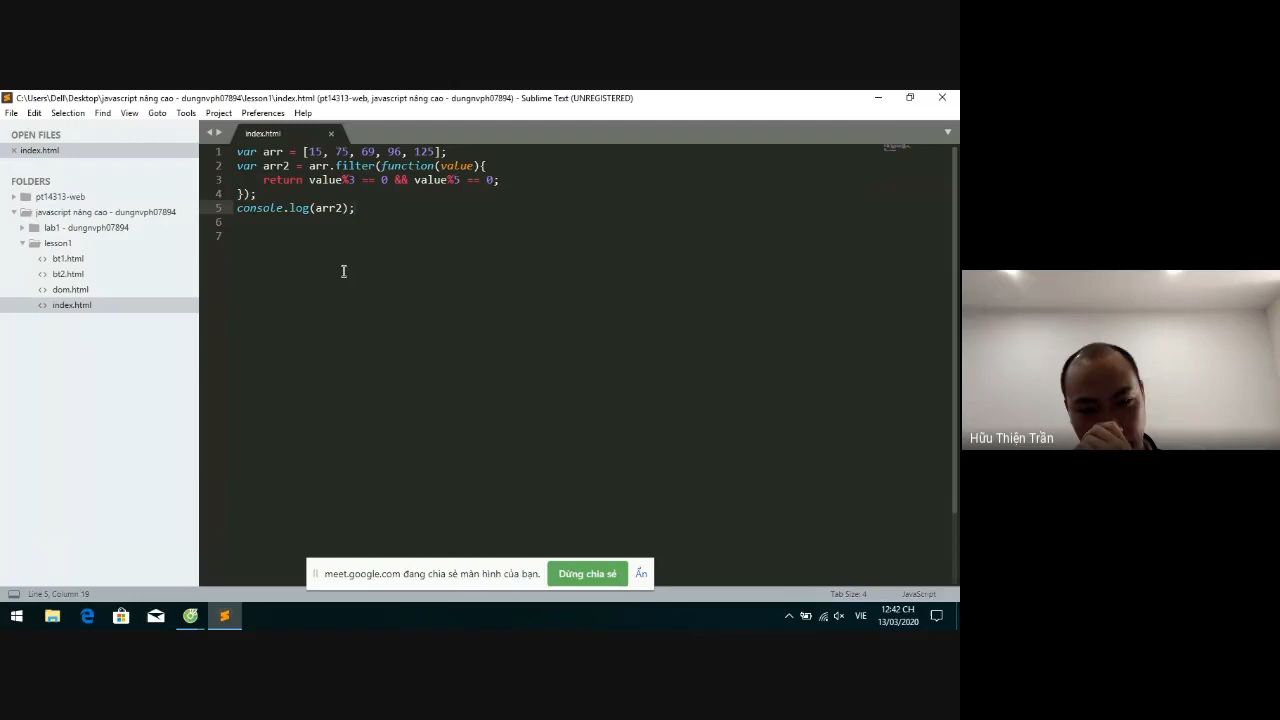 C:\Users\Dell\Desktop\javascript nâng cao - dungnvph07894\lesson1\index.html (pt14313-web, javascript nâng cao - dungnvph07894) - Sublime Text (UNREGISTERED)
File Edit Selection Find View Goto Tools Project Preferences Help
OPEN FILES
index.html
FOLDERS
pt14313-web
javascript nâng cao - dungnvph07894
lab1 - dungnvph07894
lesson1
bt1.html
bt2.html
dom.html
index.html
index.html
1 var arr = [15, 75, 69, 96, 125];
2 var arr2 = arr.filter(function(value){
3 return value%3 == 0 && value%5 == 0;
4 });
5 console.log(arr2);
6
7
Hữu Thiện Trần
meet.google.com đang chia sẻ màn hình của bạn. Dừng chia sẻ Ẩn
Line 5, Column 19 Tab Size: 4 JavaScript
VIE
12:42 CH
13/03/2020